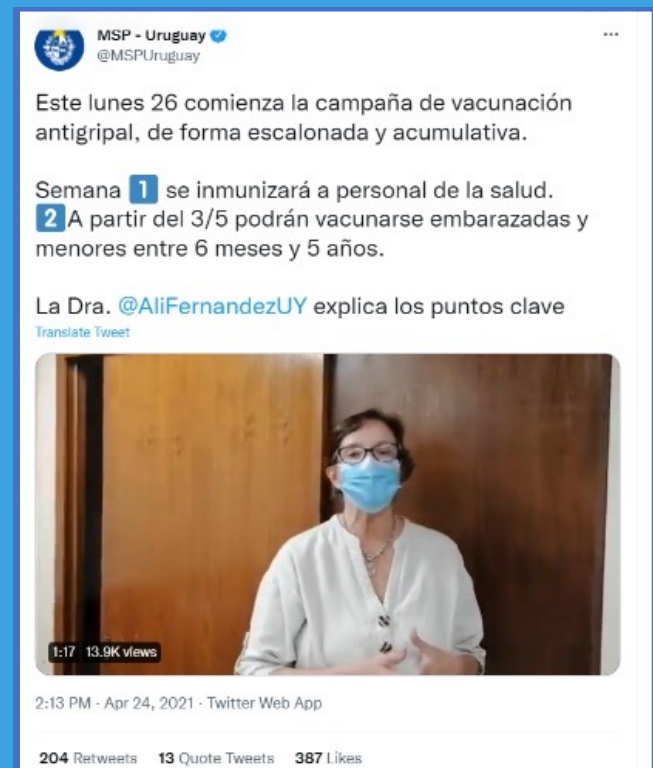 MSP - Uruguay
@MSPUruguay
...
Este lunes 26 comienza la campaña de vacunación
antigripal, de forma escalonada y acumulativa.
Semana 1️⃣ se inmunizará a personal de la salud.
2️⃣A partir del 3/5 podrán vacunarse embarazadas y
menores entre 6 meses y 5 años.
La Dra. @AliFernandezUY explica los puntos clave
Translate Tweet
1:17 13.9K views
2:13 PM · Apr 24, 2021 · Twitter Web App
204 Retweets 13 Quote Tweets 387 Likes